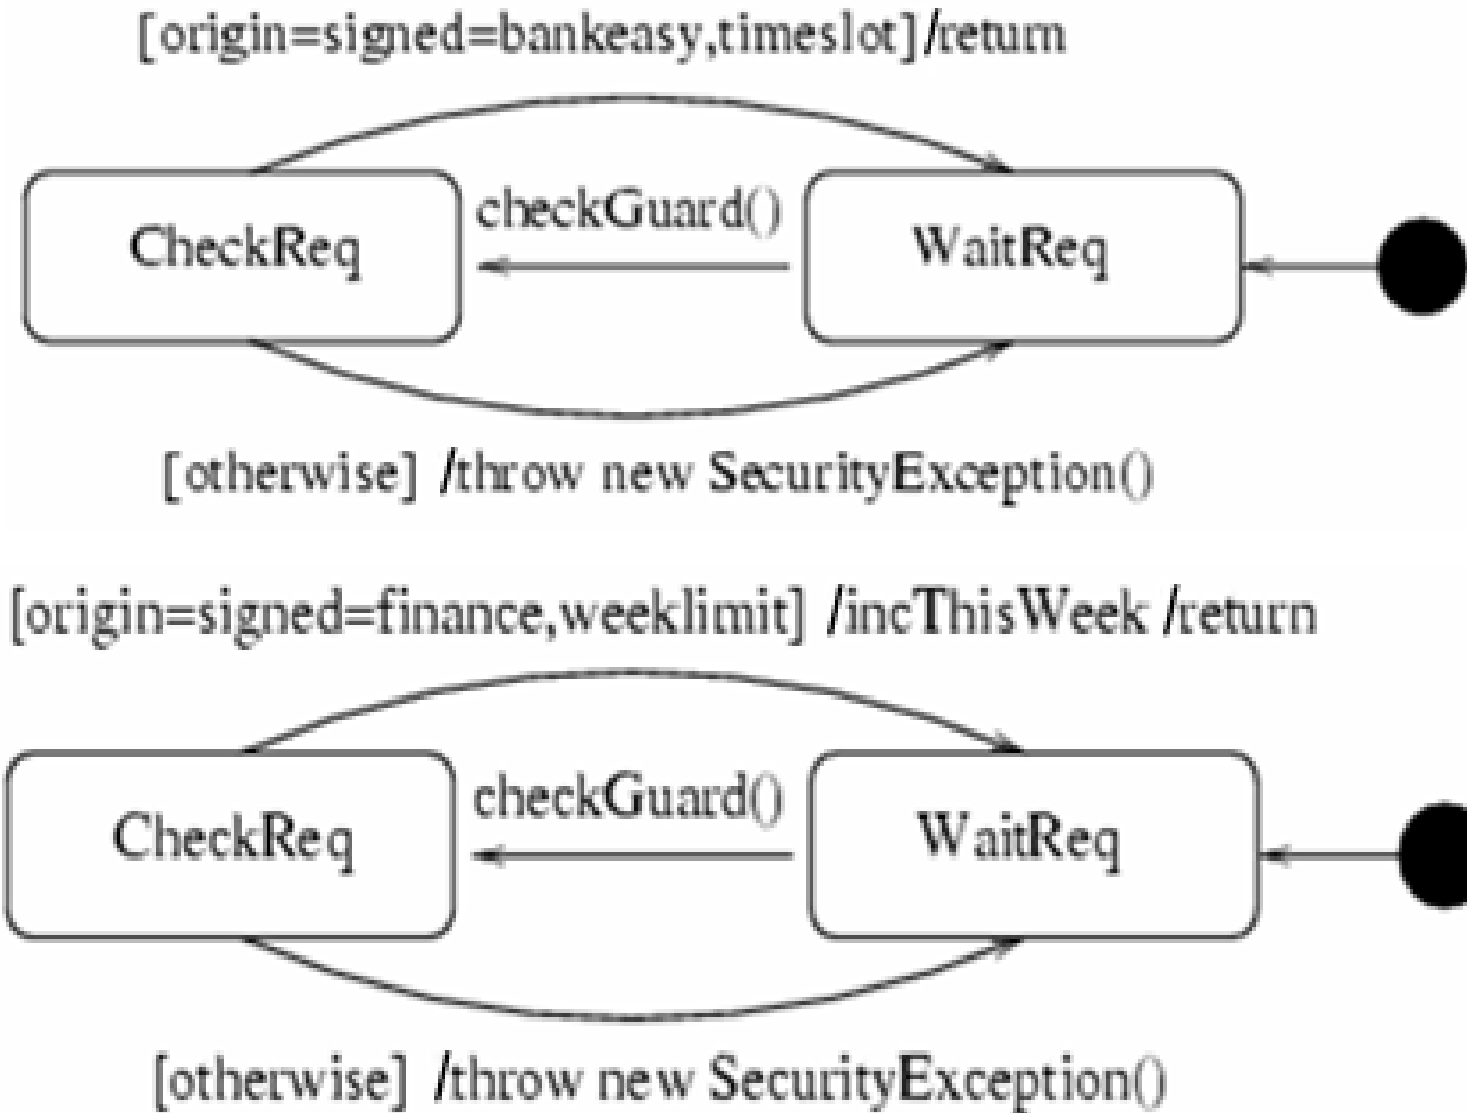 [origin=signed=bankeasy,timeslot]/return
checkGuard()
CheckReq
WaitReq
[otherwise] /throw new SecurityException()
[origin=signed=finance,weeklimit] /incThisWeek /return
checkGuard()
CheckReq
WaitReq
[otherwise] /throw new SecurityException()